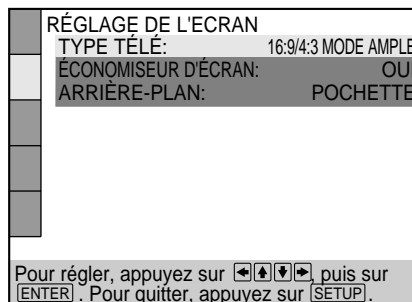 RÉGLAGE DE L'ECRAN
TYPE TÉLÉ: 16:9/4:3 MODE AMPLE
ÉCONOMISEUR D'ÉCRAN: OUI
ARRIÈRE-PLAN: POCHETTE
Pour régler, appuyez sur ←↑↓→, puis sur
ENTER . Pour quitter, appuyez sur SETUP.